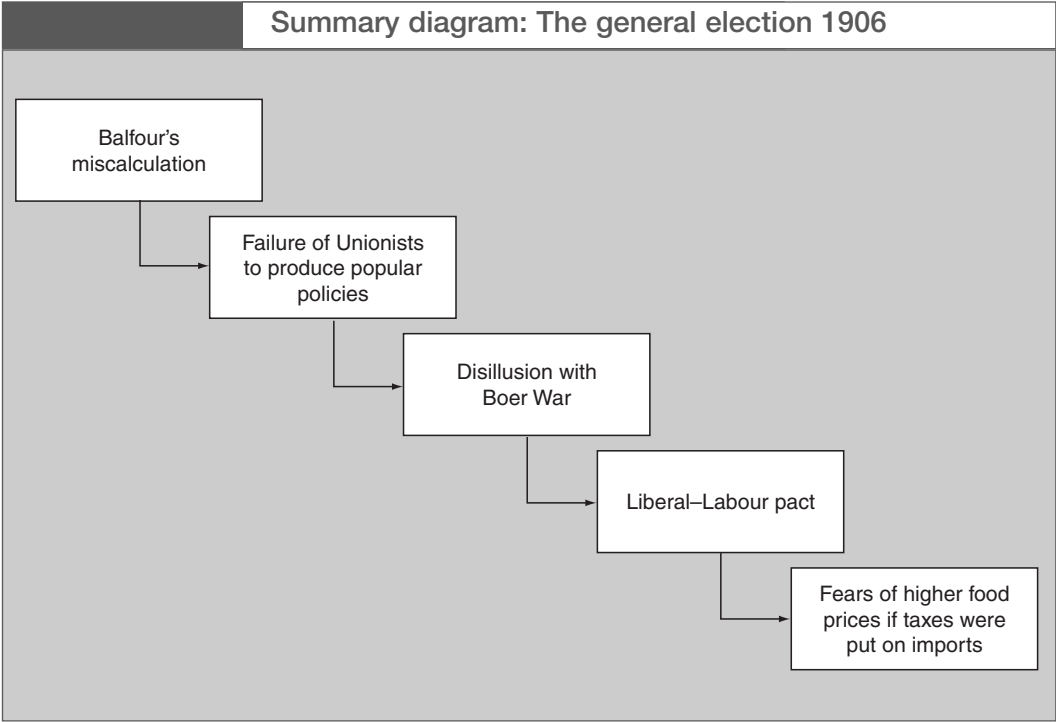 Summary diagram: The general election 1906
Balfour’s
miscalculation
Failure of Unionists
to produce popular
policies
Disillusion with
Boer War
Liberal–Labour pact
Fears of higher food
prices if taxes were
put on imports